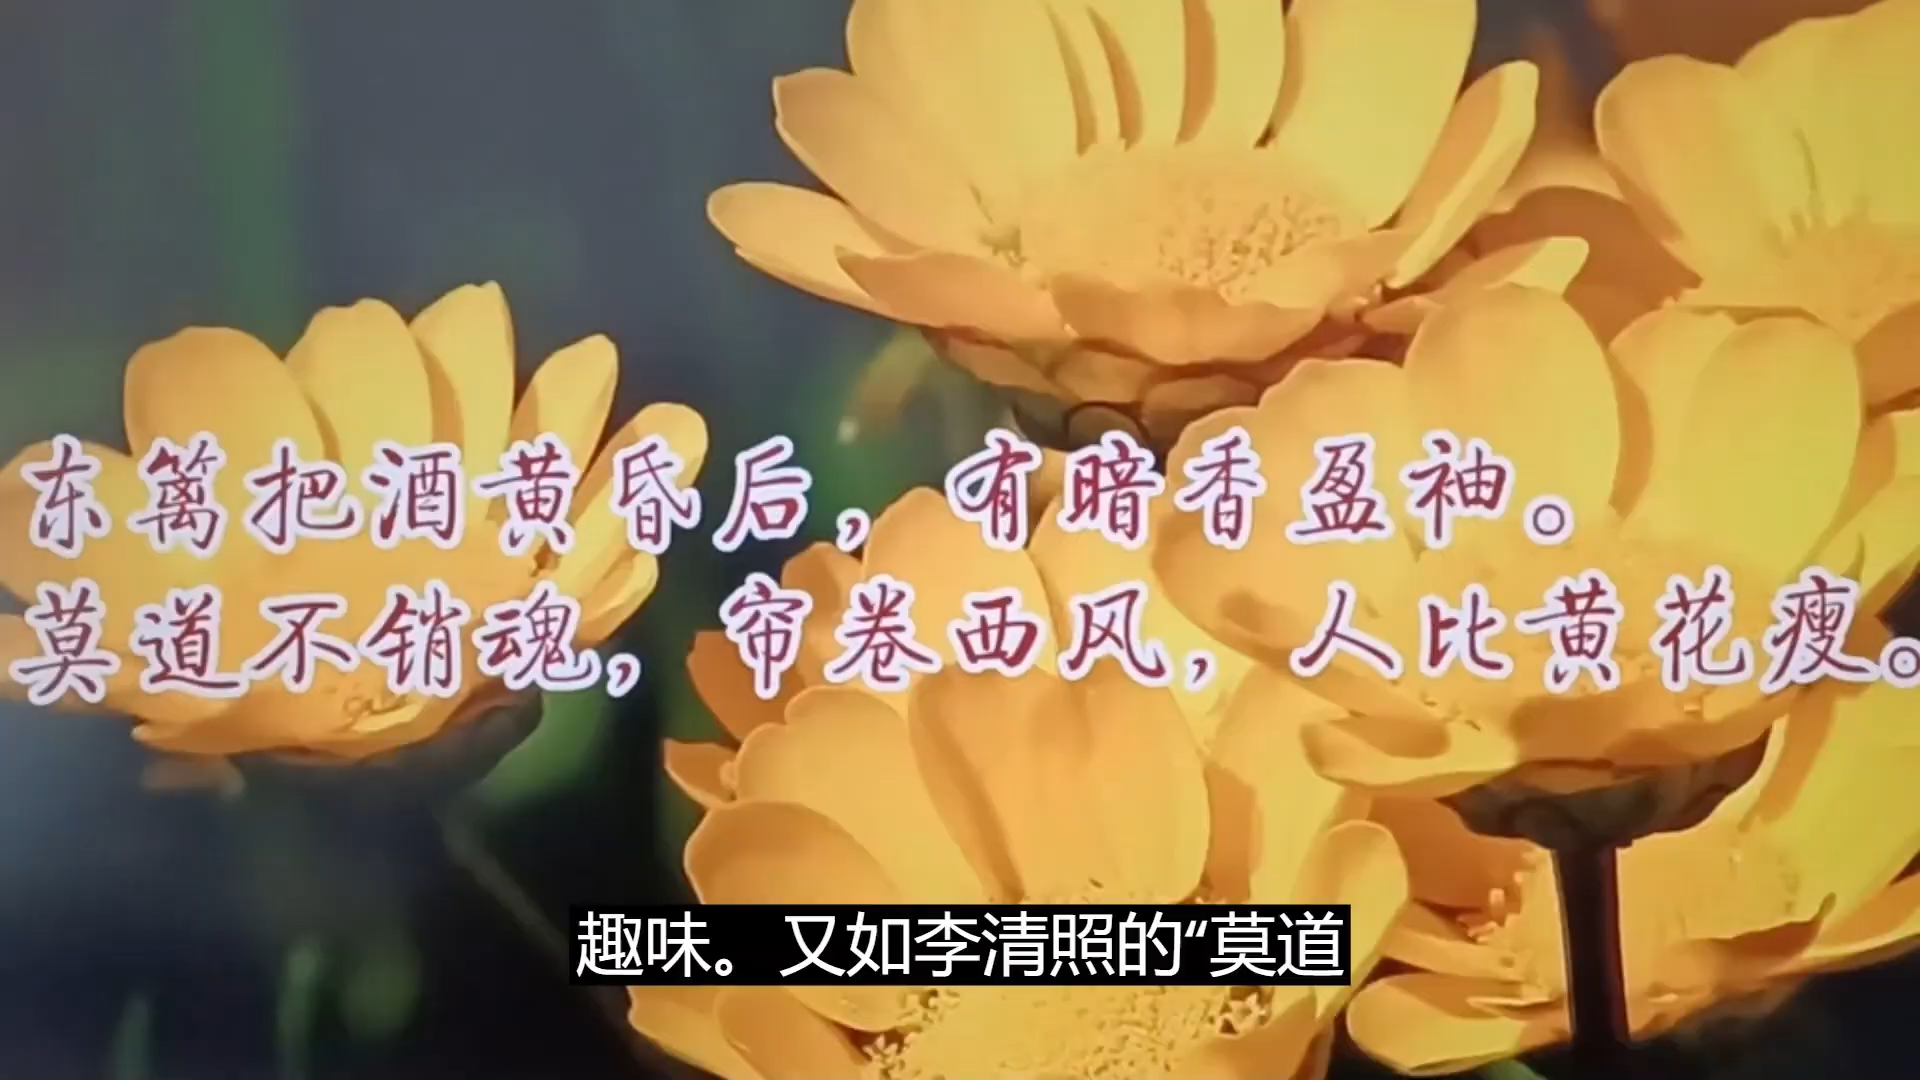 东篱把酒黄昏后，有暗香盈袖。
莫道不销魂，帘卷西风，人比黄花瘦。
趣味。又如李清照的“莫道